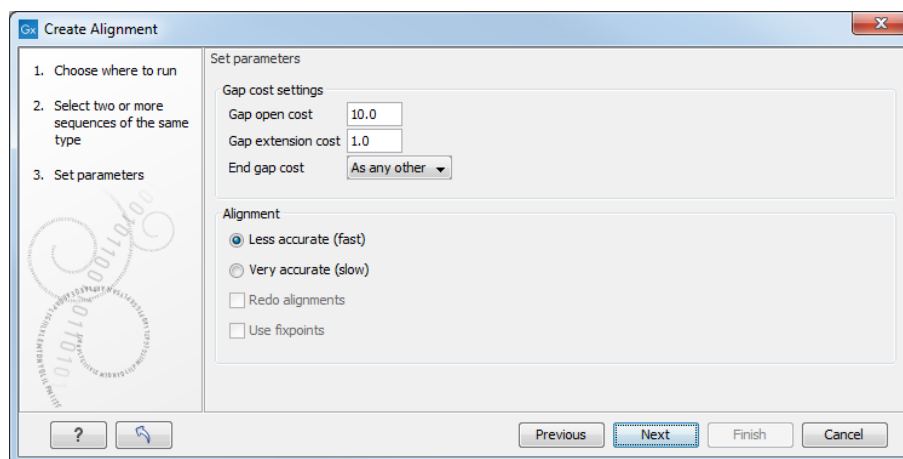 Gx Create Alignment
X
1. Choose where to run
2. Select two or more
sequences of the same
type
3. Set parameters
Set parameters
Gap cost settings
Gap open cost 10.0
Gap extension cost 1.0
End gap cost As any other
Alignment
Less accurate (fast)
Very accurate (slow)
Redo alignments
Use fixpoints
?
Previous Next Finish Cancel